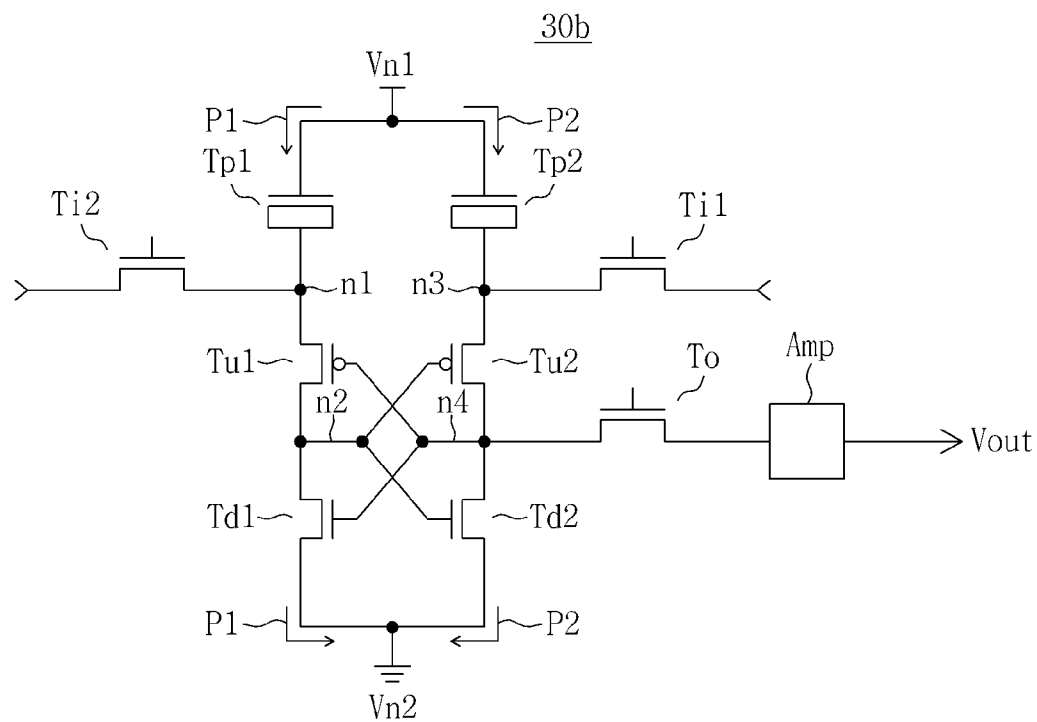 30b
Vn1
P1
P2
Tp1
Tp2
Ti2
Ti1
n1
n3
Tu1
Tu2
To
Amp
n2
n4
Vout
Td1
Td2
P1
P2
Vn2